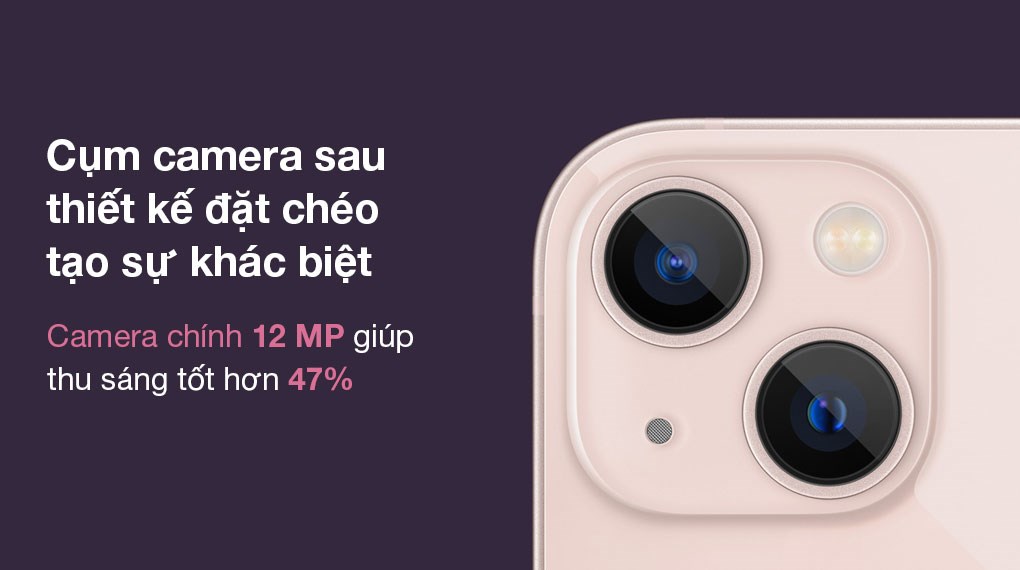 Cụm camera sau
thiết kế đặt chéo
tạo sự khác biệt
Camera chính 12 MP giúp
thu sáng tốt hơn 47%